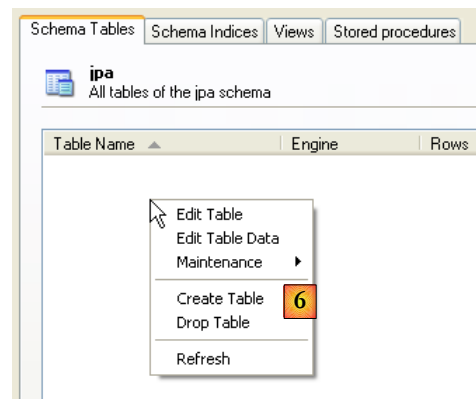 Schema Tables Schema Indices Views Stored procedures
jpa
All tables of the jpa schema
Table Name Engine Rows
Edit Table
Edit Table Data
Maintenance
Create Table 6
Drop Table
Refresh